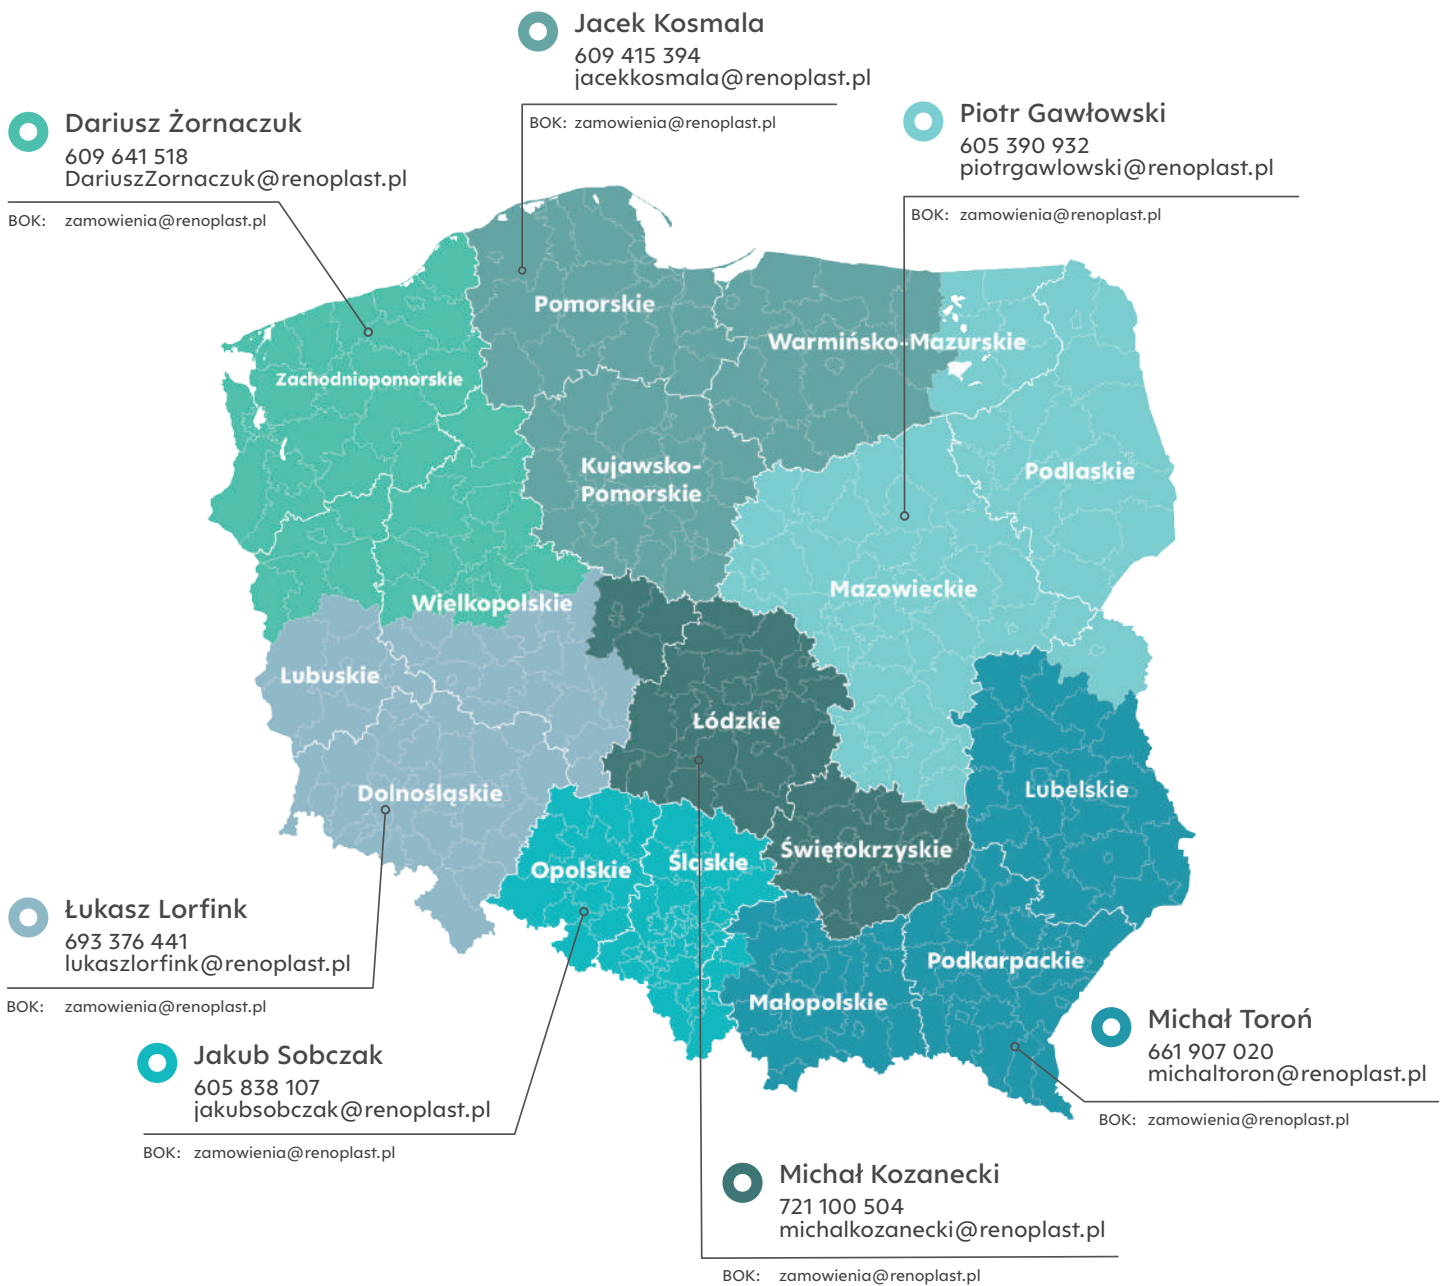 Jacek Kosmala
609 415 394
jacekkosmala@renoplast.pl
BOK: zamowienia@renoplast.pl
Dariusz Żornaczuk
609 641 518
DariuszZornaczuk@renoplast.pl
BOK: zamowienia@renoplast.pl
Piotr Gawłowski
605 390 932
piotrgawlowski@renoplast.pl
BOK: zamowienia@renoplast.pl
Pomorskie
Warmińsko-Mazurskie
Zachodniopomorskie
Kujawsko-
Pomorskie
Podlaskie
Mazowieckie
Wielkopolskie
Lubuskie
Łódzkie
Dolnośląskie
Lubelskie
Opolskie
Śląskie
Świętokrzyskie
Podkarpackie
Małopolskie
Łukasz Lorfink
693 376 441
lukaszlorfink@renoplast.pl
BOK: zamowienia@renoplast.pl
Jakub Sobczak
605 838 107
jakubsobczak@renoplast.pl
BOK: zamowienia@renoplast.pl
Michał Toroń
661 907 020
michaltoron@renoplast.pl
BOK: zamowienia@renoplast.pl
Michał Kozanecki
721 100 504
michalkozanecki@renoplast.pl
BOK: zamowienia@renoplast.pl